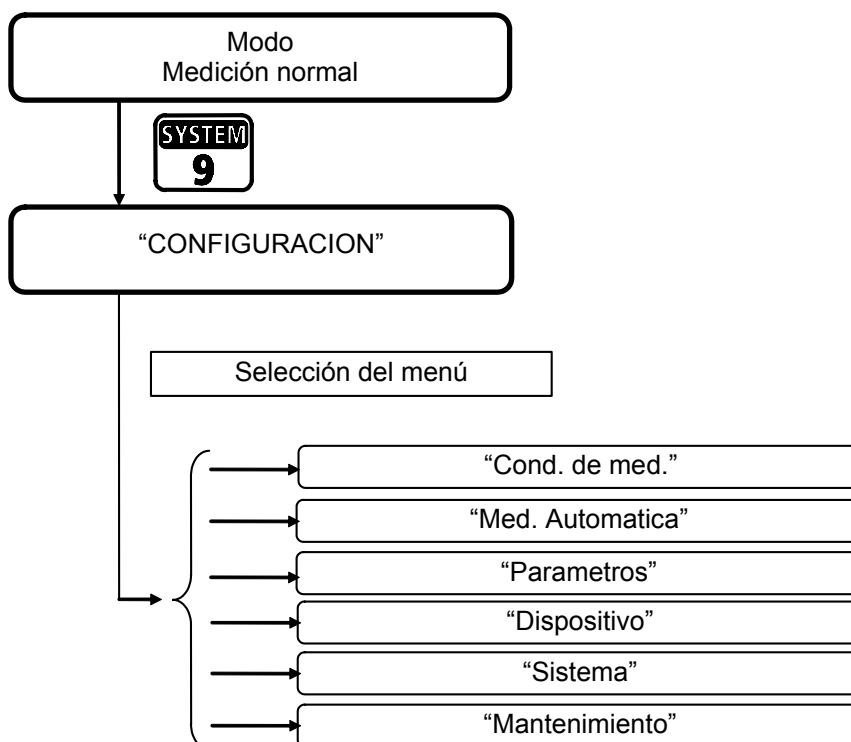 Modo
Medición normal
SYSTEM
9
“CONFIGURACION”
Selección del menú
“Cond. de med.”
“Med. Automatica”
“Parametros”
“Dispositivo”
“Sistema”
“Mantenimiento”